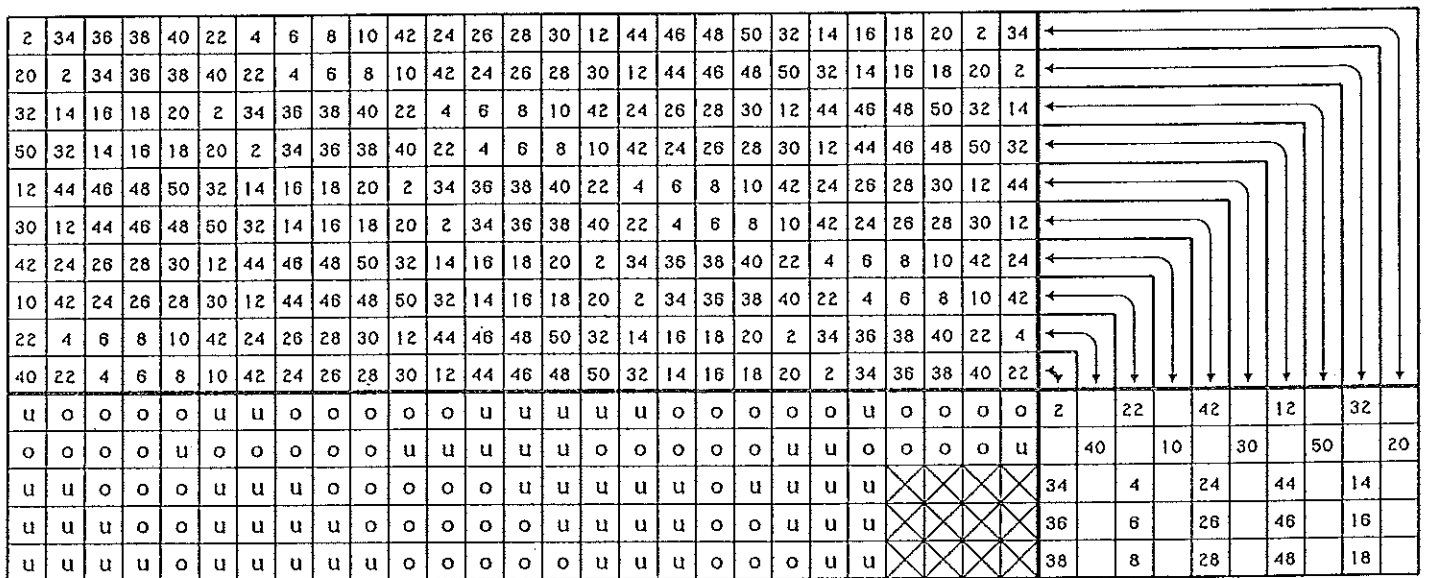 2 34 36 38 40 22 4 6 8 10 42 24 26 28 30 12 44 46 48 50 32 14 16 18 20 2 34
20 2 34 36 38 40 22 4 6 8 10 42 24 26 28 30 12 44 46 48 50 32 14 16 18 20 2
32 14 16 18 20 2 34 36 38 40 22 4 6 8 10 42 24 26 28 30 12 44 46 48 50 32 14
50 32 14 16 18 20 2 34 36 38 40 22 4 6 8 10 42 24 26 28 30 12 44 46 48 50 32
12 44 46 48 50 32 14 16 18 20 2 34 36 38 40 22 4 6 8 10 42 24 26 28 30 12 44
30 12 44 46 48 50 32 14 16 18 20 2 34 36 38 40 22 4 6 8 10 42 24 26 28 30 12
42 24 26 28 30 12 44 46 48 50 32 14 16 18 20 2 34 36 38 40 22 4 6 8 10 42 24
10 42 24 26 28 30 12 44 46 48 50 32 14 16 18 20 2 34 36 38 40 22 4 6 8 10 42
22 4 6 8 10 42 24 26 28 30 12 44 46 48 50 32 14 16 18 20 2 34 36 38 40 22 4
40 22 4 6 8 10 42 24 26 28 30 12 44 46 48 50 32 14 16 18 20 2 34 36 38 40 22
u o o o u u o o o o o u u u u u o o o o o u o o o o 2 22 42 12 32
o o o o u o o o o o u u u u u o o o o o u u o o o o u 40 10 30 50 20
u u o o o u u u o o o o o u u u u u o o u u u 34 4 24 44 14
u u u o o u u u u o o o o o u u u u o o u u u 36 6 26 46 16
u u u u o u u u u u o o o o o u u u o o o u u 38 8 28 48 18